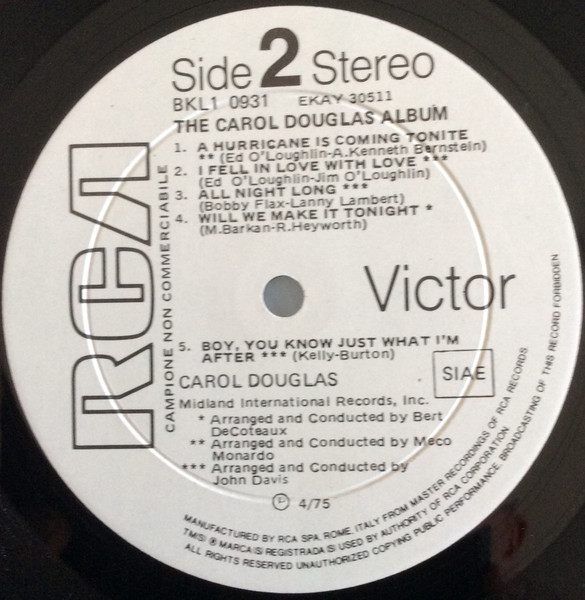 Side 2 Stereo
BKL1 0931 EKAY 30511
THE CAROL DOUGLAS ALBUM
1. A HURRICANE IS COMING TONITE
** (Ed O'Loughlin-A.Kenneth Bernstein)
2. I FELL IN LOVE WITH LOVE ***
(Ed O'Loughlin-Jim O'Loughlin)
3. ALL NIGHT LONG ***
(Bobby Flax-Lanny Lambert)
4. WILL WE MAKE IT TONIGHT *
(M.Barkan-R.Heyworth)
RCA
CAMPIONE NON COMMERCIABILE
Victor
5. BOY, YOU KNOW JUST WHAT I'M
AFTER *** (Kelly-Burton)
CAROL DOUGLAS
SIAE
Midland International Records, Inc.
* Arranged and Conducted by Bert
DeCoteaux
** Arranged and Conducted by Meco
Monardo
*** Arranged and Conducted by
John Davis
Ⓟ 4/75
MANUFACTURED BY RCA SPA. ROME, ITALY FROM MASTER RECORDINGS OF RCA RECORDS
TM(S) ® MARCA(S) REGISTRADA(S) USED BY AUTHORITY OF RCA CORPORATION
ALL RIGHTS RESERVED UNAUTHORIZED COPYING PUBLIC PERFORMANCE, BROADCASTING OF THIS RECORD FORBIDDEN